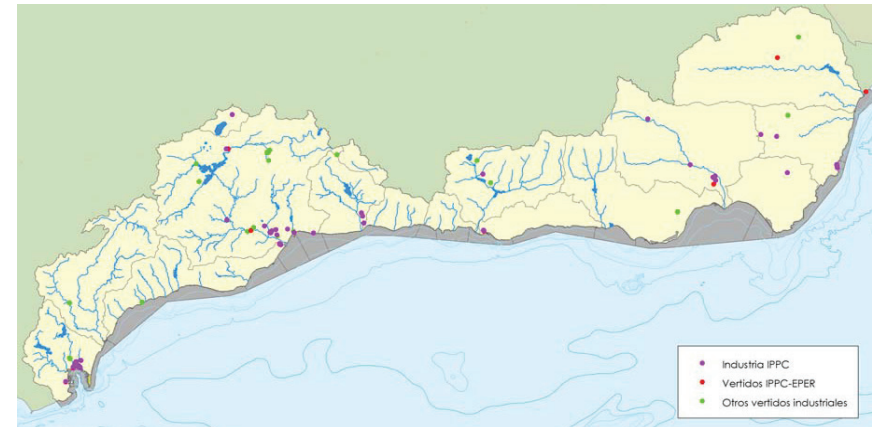 Industria IPPC
Vertidos IPPC-EPER
Otros vertidos industriales